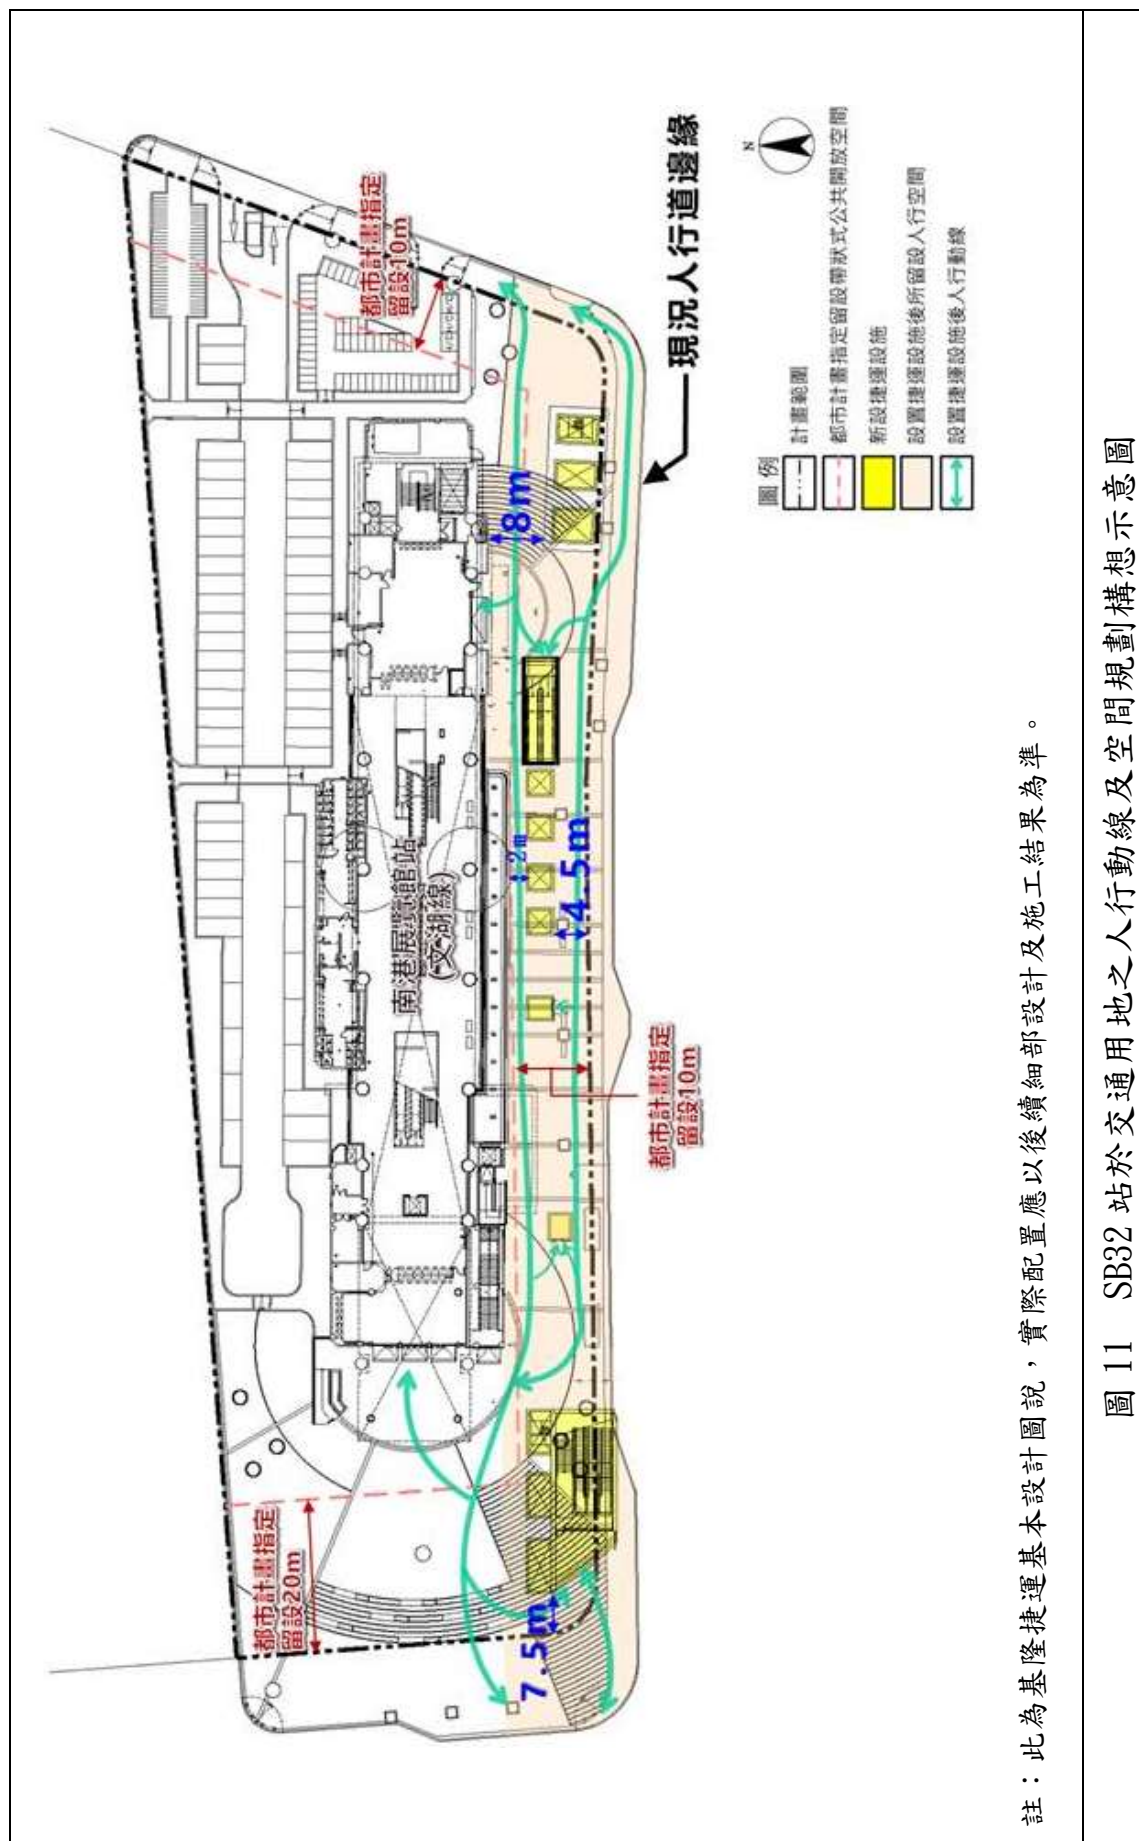 都市計畫指定
留設20m
都市計畫指定
留設10m
南港展覽館站
(文湖線)
8m
2m
4.5m
7.5m
都市計畫指定
留設10m
現況人行道邊緣
N
圖例
計畫範圍
都市計畫指定留設帶狀式公共開放空間
新設捷運設施
設置捷運設施後所留設人行空間
設置捷運設施後人行動線
註：此為基隆捷運基本設計圖說，實際配置應以後續細部設計及施工結果為準。
圖 11 SB32 站於交通用地之人行動線及空間規劃構想示意圖